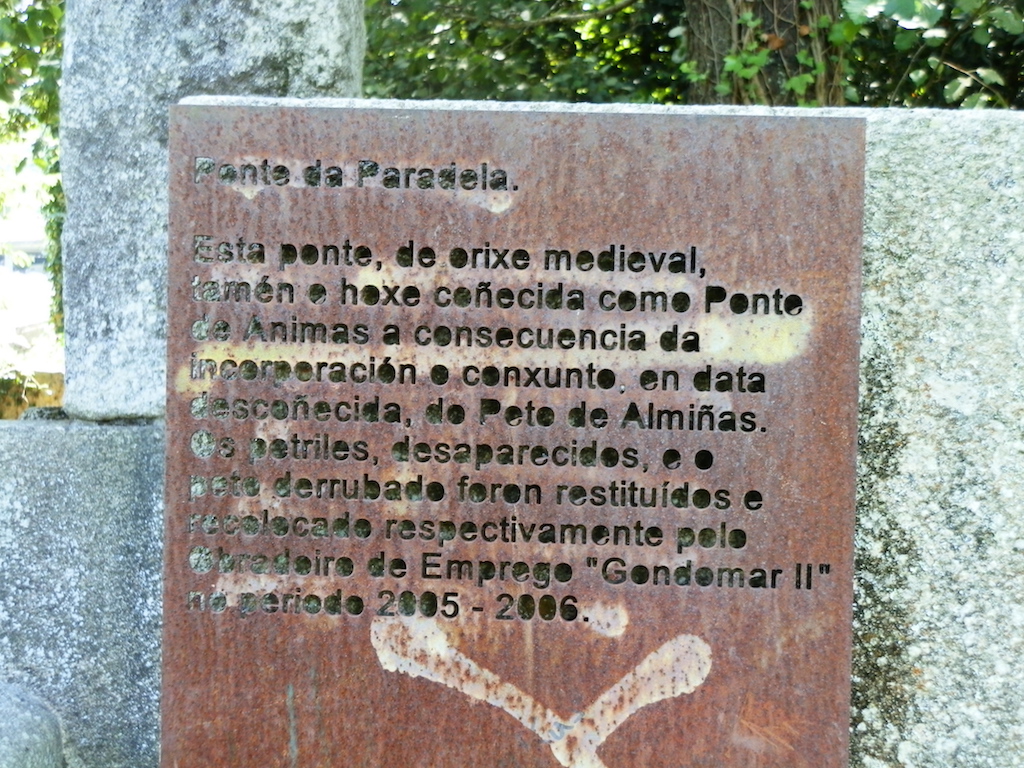 Ponte da Paradela.
Esta ponte, de orixe medieval,
tamén e hoxe coñecida como Ponte
de Animas a consecuencia da
incorporación o conxunto, en data
descoñecida, do Peto de Almiñas.
Os petriles, desaparecidos, e o
peto derrubado foron restituídos e
recolocado respectivamente polo
Obradoiro de Emprego "Gondomar II"
no periodo 2005 - 2006.